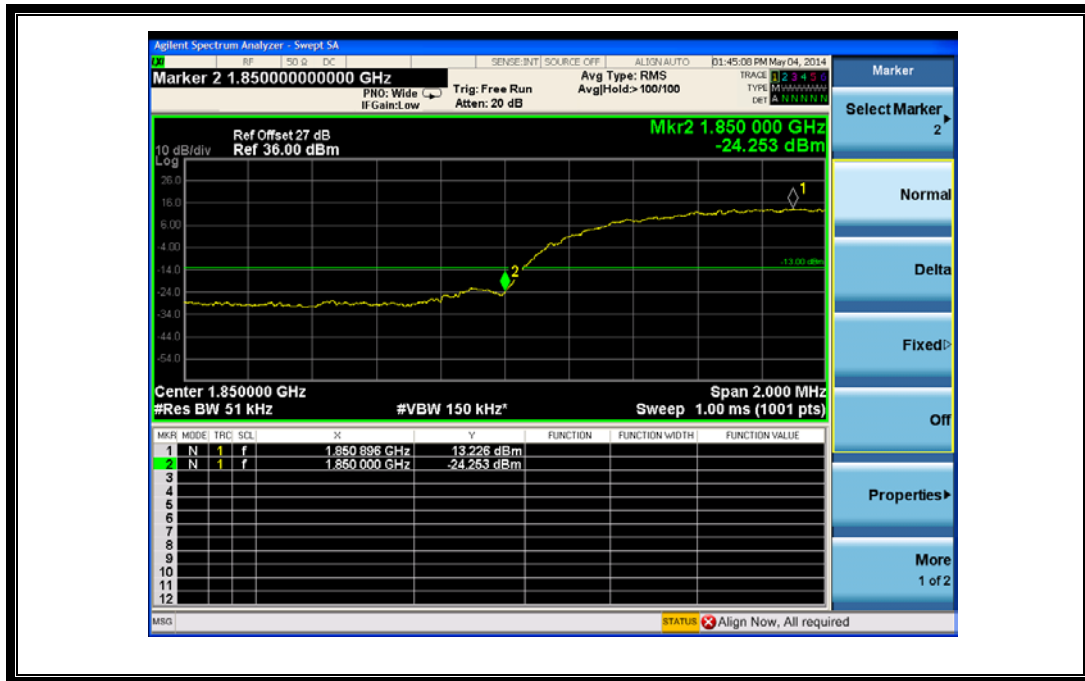 Agilent Spectrum Analyzer - Swept SA
LXI RF 50 Ω DC SENSE:INT SOURCE OFF ALIGN AUTO 01:45:08 PM May 04, 2014
Marker 2 1.850000000000 GHz
PNO: Wide
IFGain:Low
Trig: Free Run
Atten: 20 dB
Avg Type: RMS
Avg|Hold:> 100/100
TRACE 1 2 3 4 5 6
TYPE M
DET A N N N N N
Ref Offset 27 dB
Ref 36.00 dBm
10 dB/div
Log
Mkr2 1.850 000 GHz
-24.253 dBm
26.0
16.0
6.00
-4.00
-14.0
-24.0
-34.0
-44.0
-54.0
1
2
-13.00 dBm
Center 1.850000 GHz Span 2.000 MHz
#Res BW 51 kHz #VBW 150 kHz* Sweep 1.00 ms (1001 pts)
MKR MODE TRC SCL X Y FUNCTION FUNCTION WIDTH FUNCTION VALUE
1 N 1 f 1.850 896 GHz 13.226 dBm
2 N 1 f 1.850 000 GHz -24.253 dBm
3
4
5
6
7
8
9
10
11
12
MSG STATUS Align Now, All required
Marker
Select Marker
2
Normal
Delta
Fixed
Off
Properties
More
1 of 2